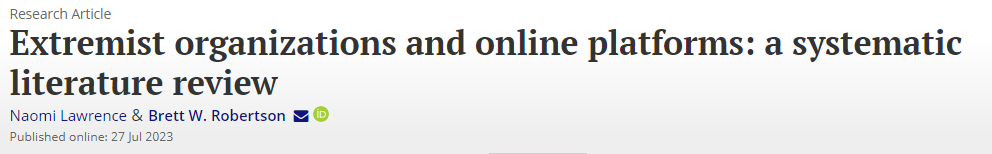 Research Article
Extremist organizations and online platforms: a systematic
literature review
Naomi Lawrence & Brett W. Robertson iD
Published online: 27 Jul 2023